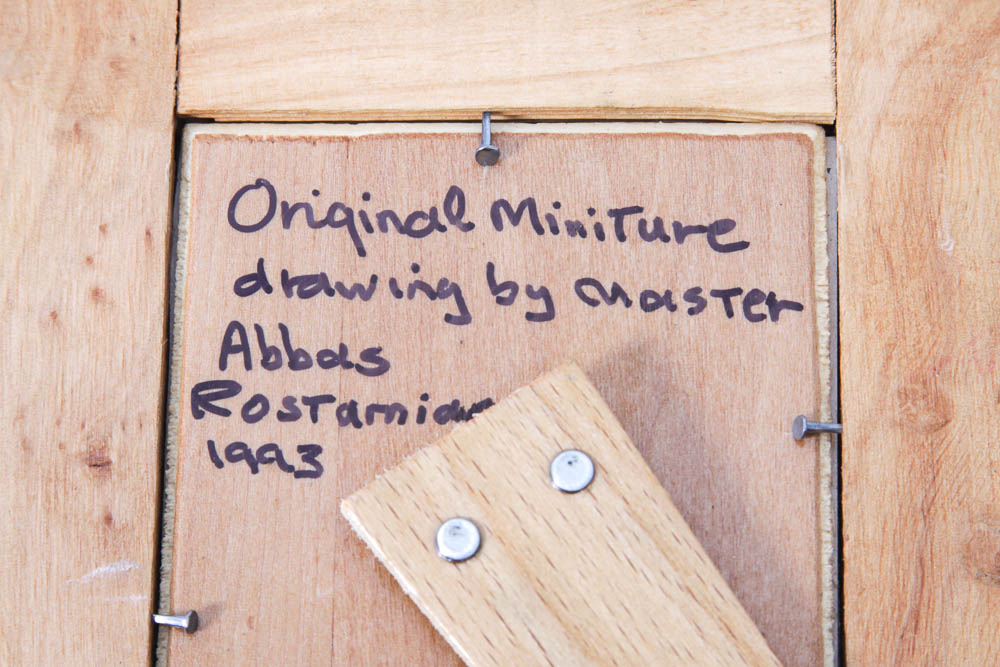 Original MiniTure
drawing by MasTer
Abbas
RosTamian
1993